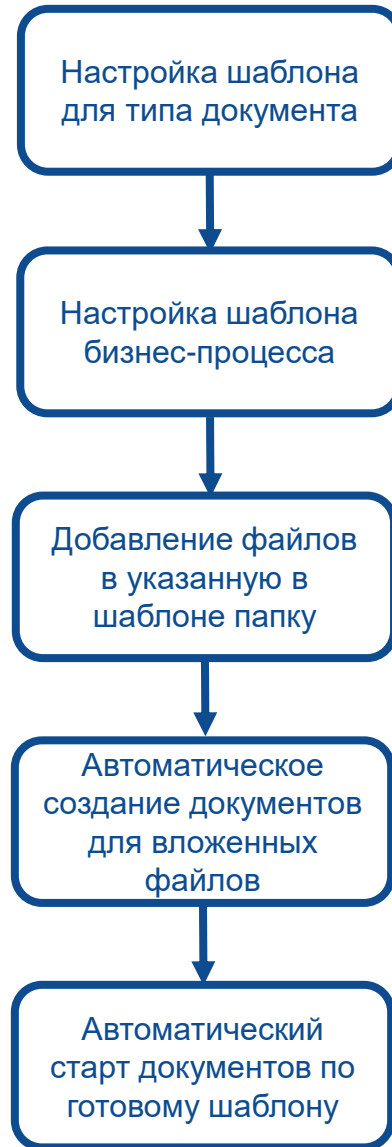 Настройка шаблона
для типа документа
Настройка шаблона
бизнес-процесса
Добавление файлов
в указанную в
шаблоне папку
Автоматическое
создание документов
для вложенных
файлов
Автоматический
старт документов по
готовому шаблону